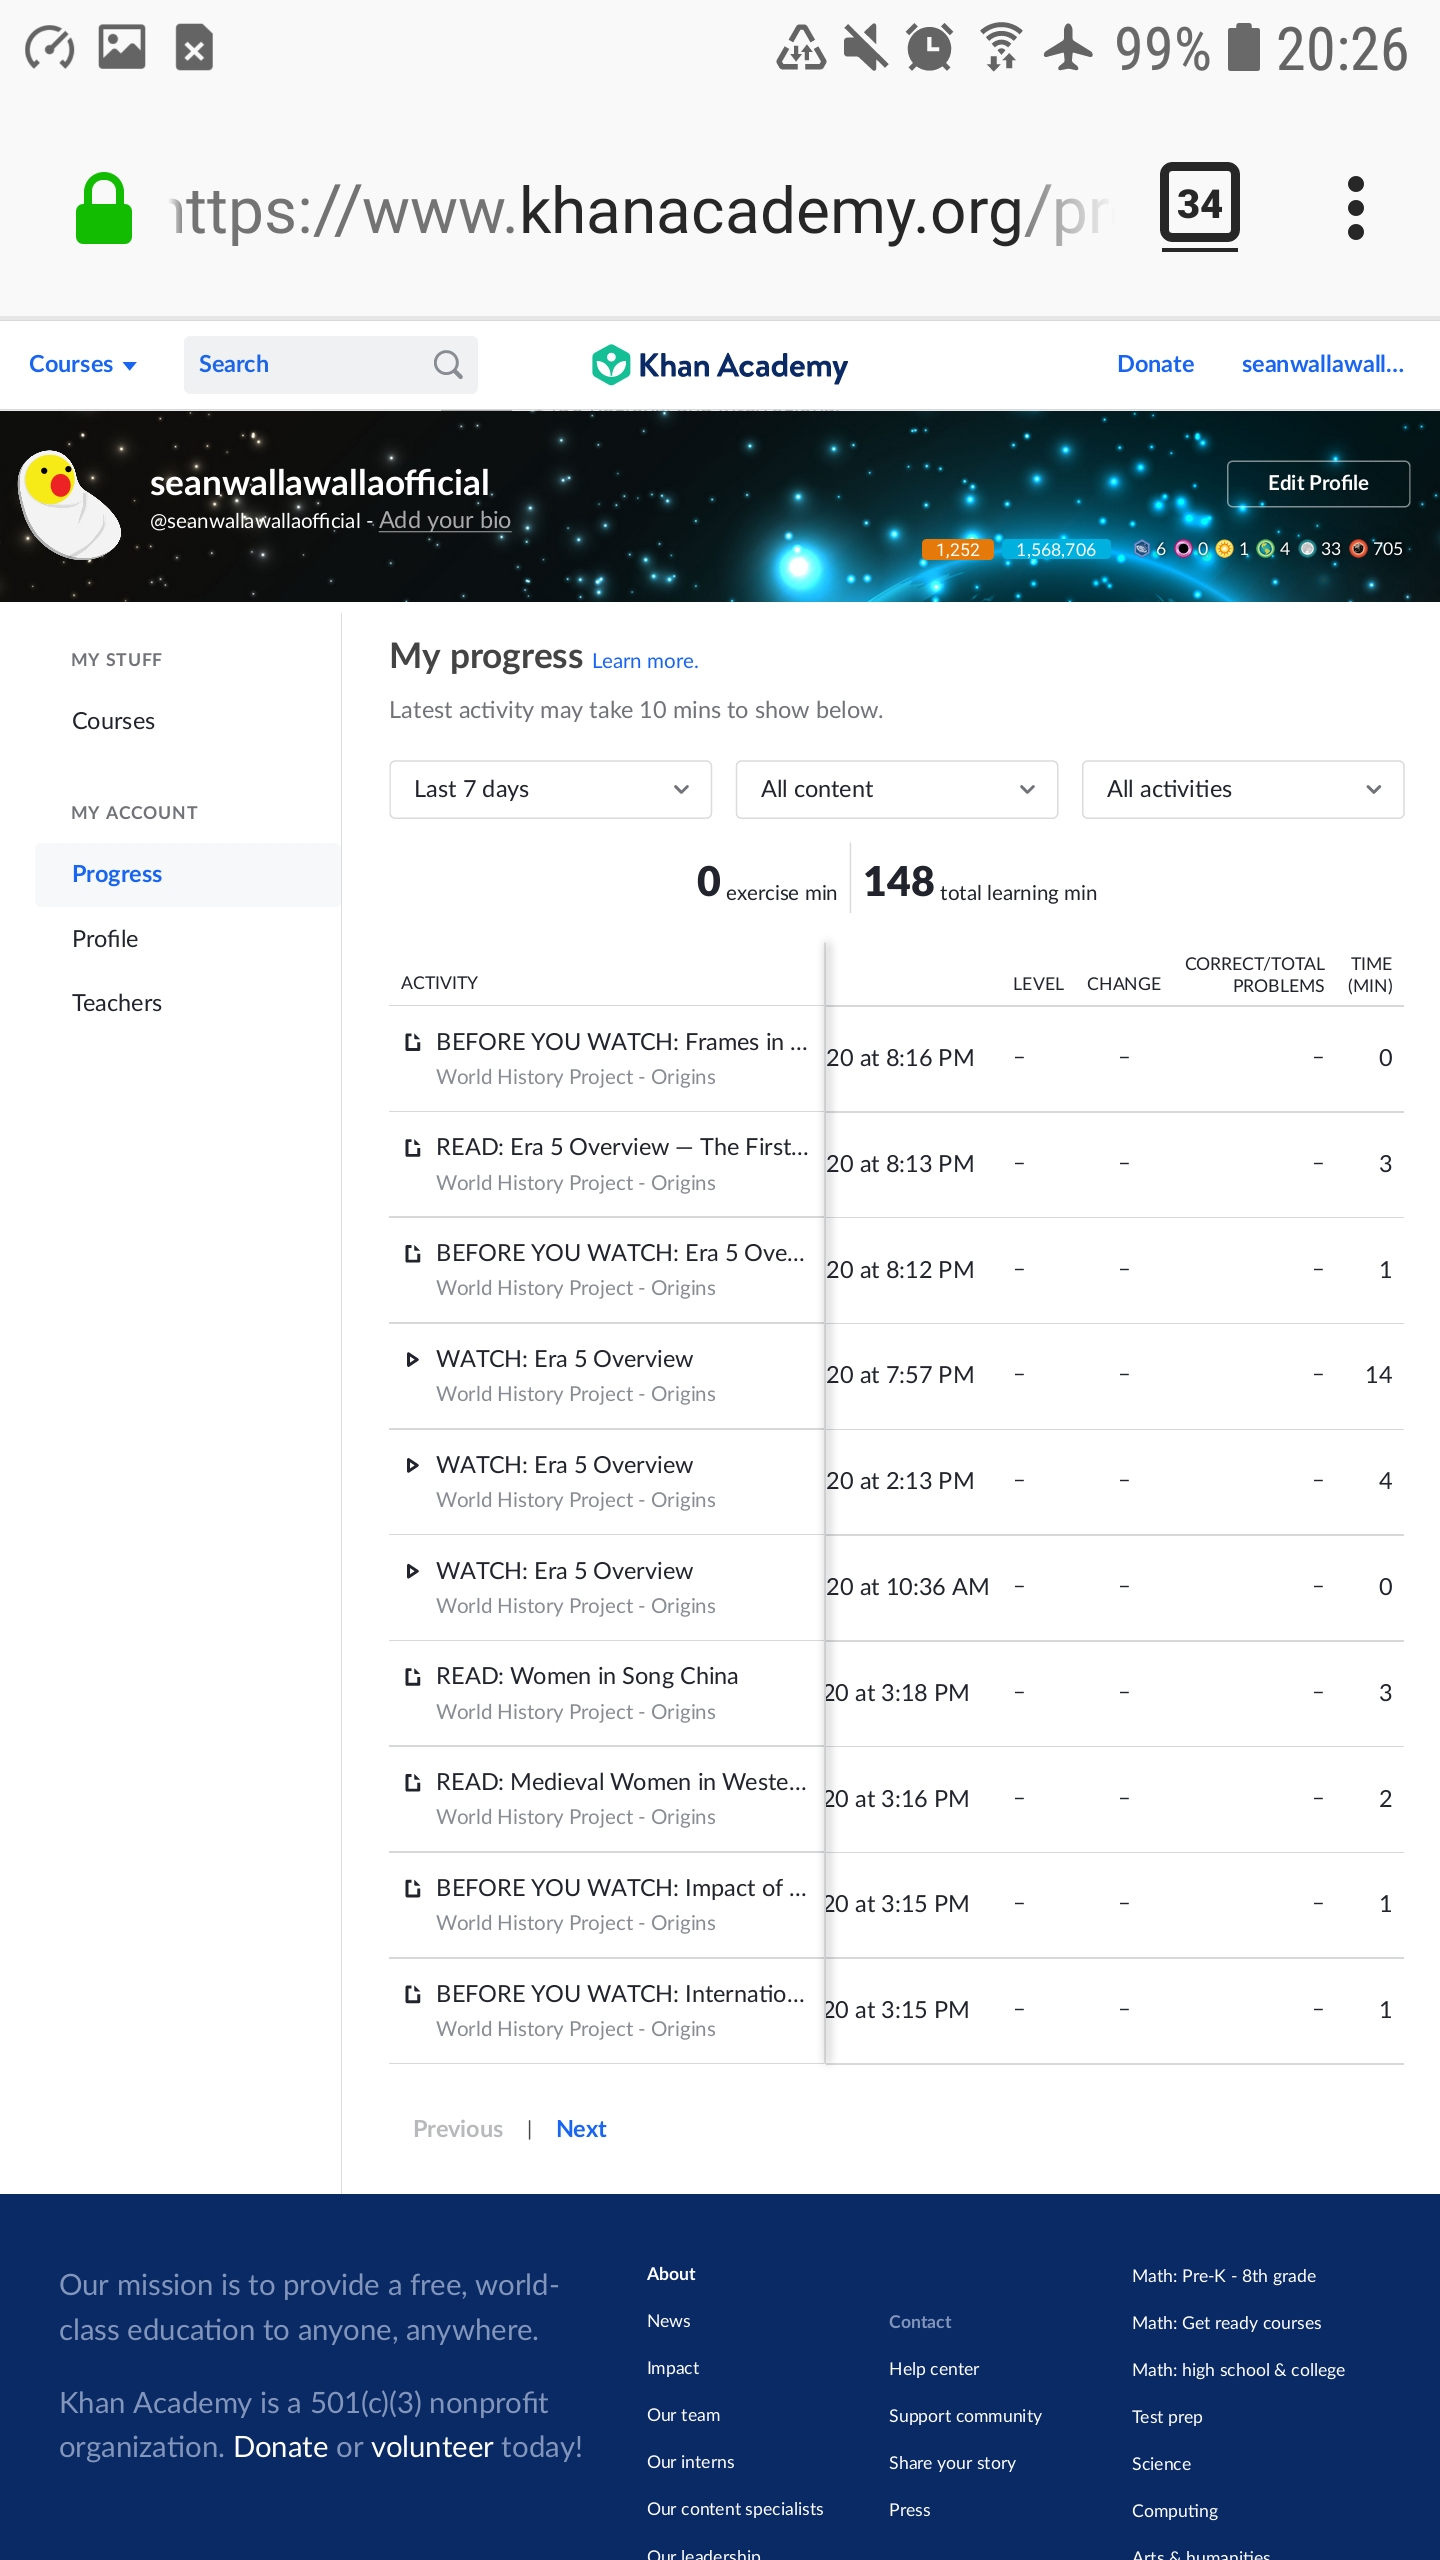 99% 20:26
https://www.khanacademy.org/pr
34
Courses
Search
Khan Academy
Donate
seanwallawall...
seanwallawallaofficial
@seanwallawallaofficial - Add your bio
Edit Profile
1,252 1,568,706 6 0 1 4 33 705
MY STUFF
Courses
MY ACCOUNT
Progress
Profile
Teachers
My progress Learn more.
Latest activity may take 10 mins to show below.
Last 7 days
All content
All activities
0 exercise min
148 total learning min
ACTIVITY LEVEL CHANGE CORRECT/TOTAL PROBLEMS TIME (MIN)
BEFORE YOU WATCH: Frames in ...
World History Project - Origins
20 at 8:16 PM – – – 0
READ: Era 5 Overview — The First...
World History Project - Origins
20 at 8:13 PM – – – 3
BEFORE YOU WATCH: Era 5 Ove...
World History Project - Origins
20 at 8:12 PM – – – 1
WATCH: Era 5 Overview
World History Project - Origins
20 at 7:57 PM – – – 14
WATCH: Era 5 Overview
World History Project - Origins
20 at 2:13 PM – – – 4
WATCH: Era 5 Overview
World History Project - Origins
20 at 10:36 AM – – – 0
READ: Women in Song China
World History Project - Origins
20 at 3:18 PM – – – 3
READ: Medieval Women in Weste...
World History Project - Origins
20 at 3:16 PM – – – 2
BEFORE YOU WATCH: Impact of ...
World History Project - Origins
20 at 3:15 PM – – – 1
BEFORE YOU WATCH: Internatio...
World History Project - Origins
20 at 3:15 PM – – – 1
Previous | Next
Our mission is to provide a free, world-
class education to anyone, anywhere.
Khan Academy is a 501(c)(3) nonprofit
organization. Donate or volunteer today!
About
News
Impact
Our team
Our interns
Our content specialists
Our leadership
Contact
Help center
Support community
Share your story
Press
Math: Pre-K - 8th grade
Math: Get ready courses
Math: high school & college
Test prep
Science
Computing
Arts & humanities